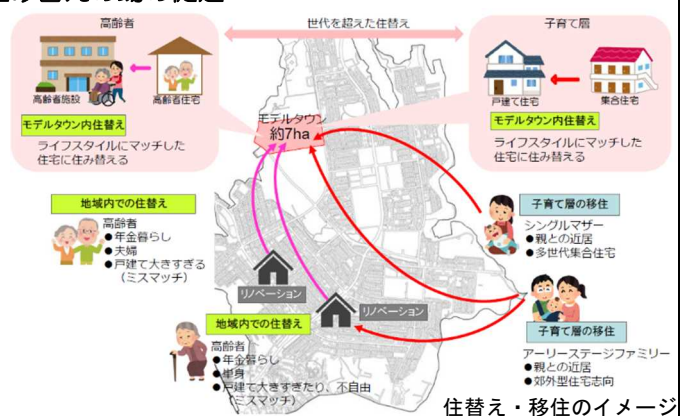 高齢者
世代を超えた住替え
子育て層
高齢者施設
高齢者住宅
戸建て住宅
集合住宅
モデルタウン内住替え
ライフスタイルにマッチした
住宅に住み替える
モデルタウン
約7ha
モデルタウン内住替え
ライフスタイルにマッチした
住宅に住み替える
地域内での住替え
高齢者
●年金暮らし
●夫婦
●戸建て大きすぎる
(ミスマッチ)
子育て層の移住
シングルマザー
●親との近居
●多世代集合住宅
リノベーション
リノベーション
地域内での住替え
高齢者
●年金暮らし
●単身
●戸建て大きすぎたり、不自由
(ミスマッチ)
子育て層の移住
アーリーステージファミリー
●親との近居
●郊外型住宅志向
住替え・移住のイメージ